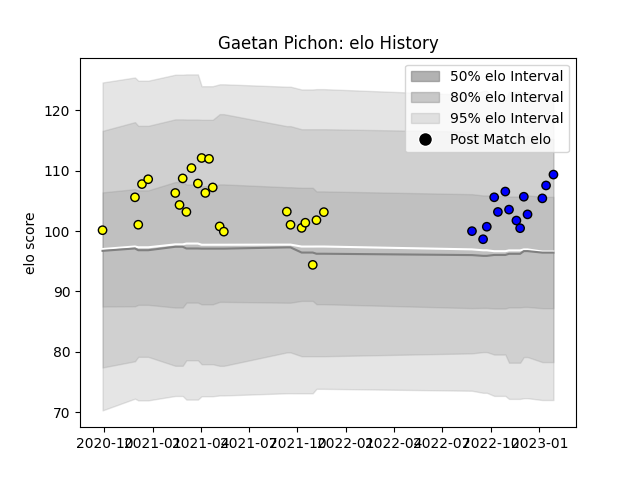 Gaetan Pichon: elo History
50% elo Interval
80% elo Interval
95% elo Interval
Post Match elo
elo score
120
110
100
90
80
70
2020-10 2021-01 2021-04 2021-07 2021-10 2022-01 2022-04 2022-07 2022-10 2023-01